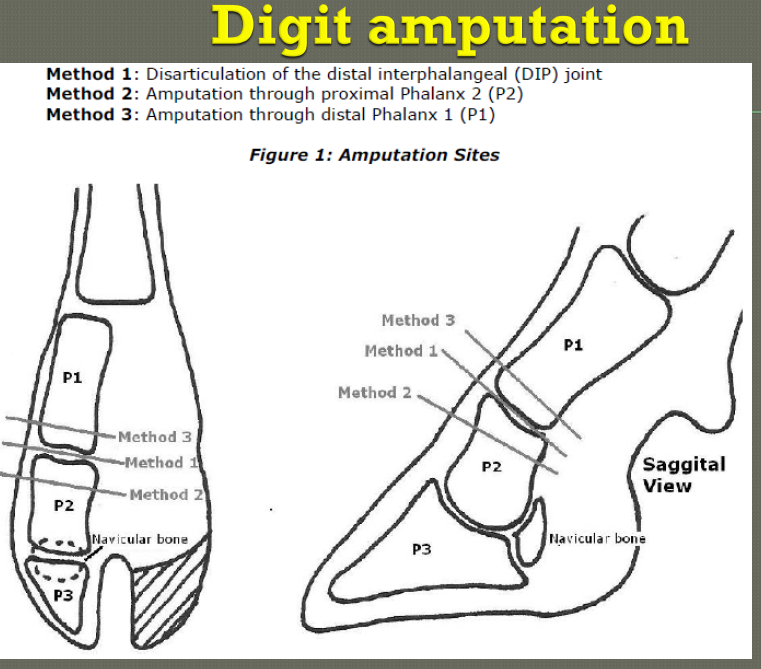 Digit amputation
Method 1: Disarticulation of the distal interphalangeal (DIP) joint
Method 2: Amputation through proximal Phalanx 2 (P2)
Method 3: Amputation through distal Phalanx 1 (P1)
Figure 1: Amputation Sites
P1
Method 3
Method 1
Method 2
P2
Navicular bone
P3
Method 3
Method 1
Method 2
P1
P2
P3
Navicular bone
Saggital
View